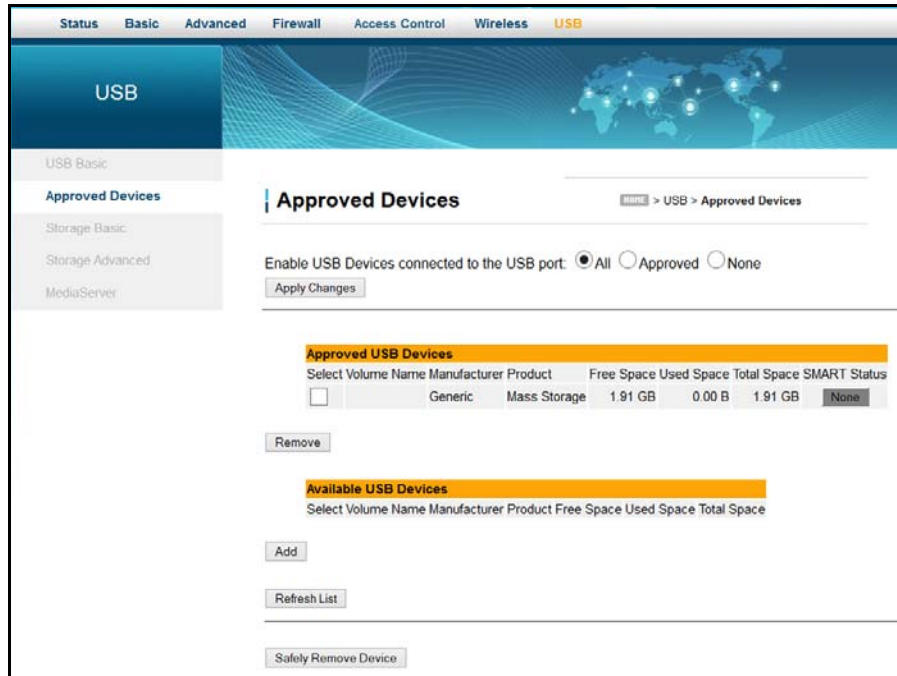 Status Basic Advanced Firewall Access Control Wireless USB
USB
USB Basic
Approved Devices
Storage Basic
Storage Advanced
MediaServer
Approved Devices
HOME > USB > Approved Devices
Enable USB Devices connected to the USB port: All Approved None
Apply Changes
Approved USB Devices
Select Volume Name Manufacturer Product Free Space Used Space Total Space SMART Status
Generic Mass Storage 1.91 GB 0.00 B 1.91 GB None
Remove
Available USB Devices
Select Volume Name Manufacturer Product Free Space Used Space Total Space
Add
Refresh List
Safely Remove Device